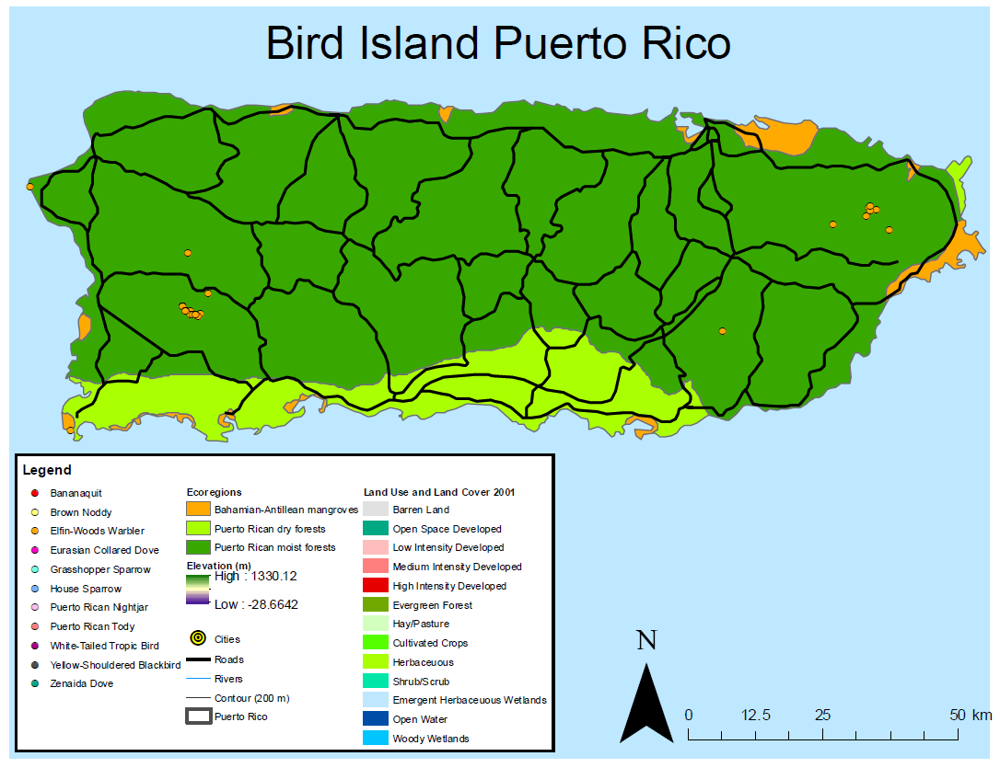 Bird Island Puerto Rico
Legend
Bananaquit
Brown Noddy
Elfin-Woods Warbler
Eurasian Collared Dove
Grasshopper Sparrow
House Sparrow
Puerto Rican Nightjar
Puerto Rican Tody
White-Tailed Tropic Bird
Yellow-Shouldered Blackbird
Zenaida Dove
Ecoregions
Bahamian-Antillean mangroves
Puerto Rican dry forests
Puerto Rican moist forests
Elevation (m)
High : 1330.12
Low : -28.6642
Cities
Roads
Rivers
Contour (200 m)
Puerto Rico
Land Use and Land Cover 2001
Barren Land
Open Space Developed
Low Intensity Developed
Medium Intensity Developed
High Intensity Developed
Evergreen Forest
Hay/Pasture
Cultivated Crops
Herbaceous
Shrub/Scrub
Emergent Herbaceuous Wetlands
Open Water
Woody Wetlands
N
0 12.5 25 50 km